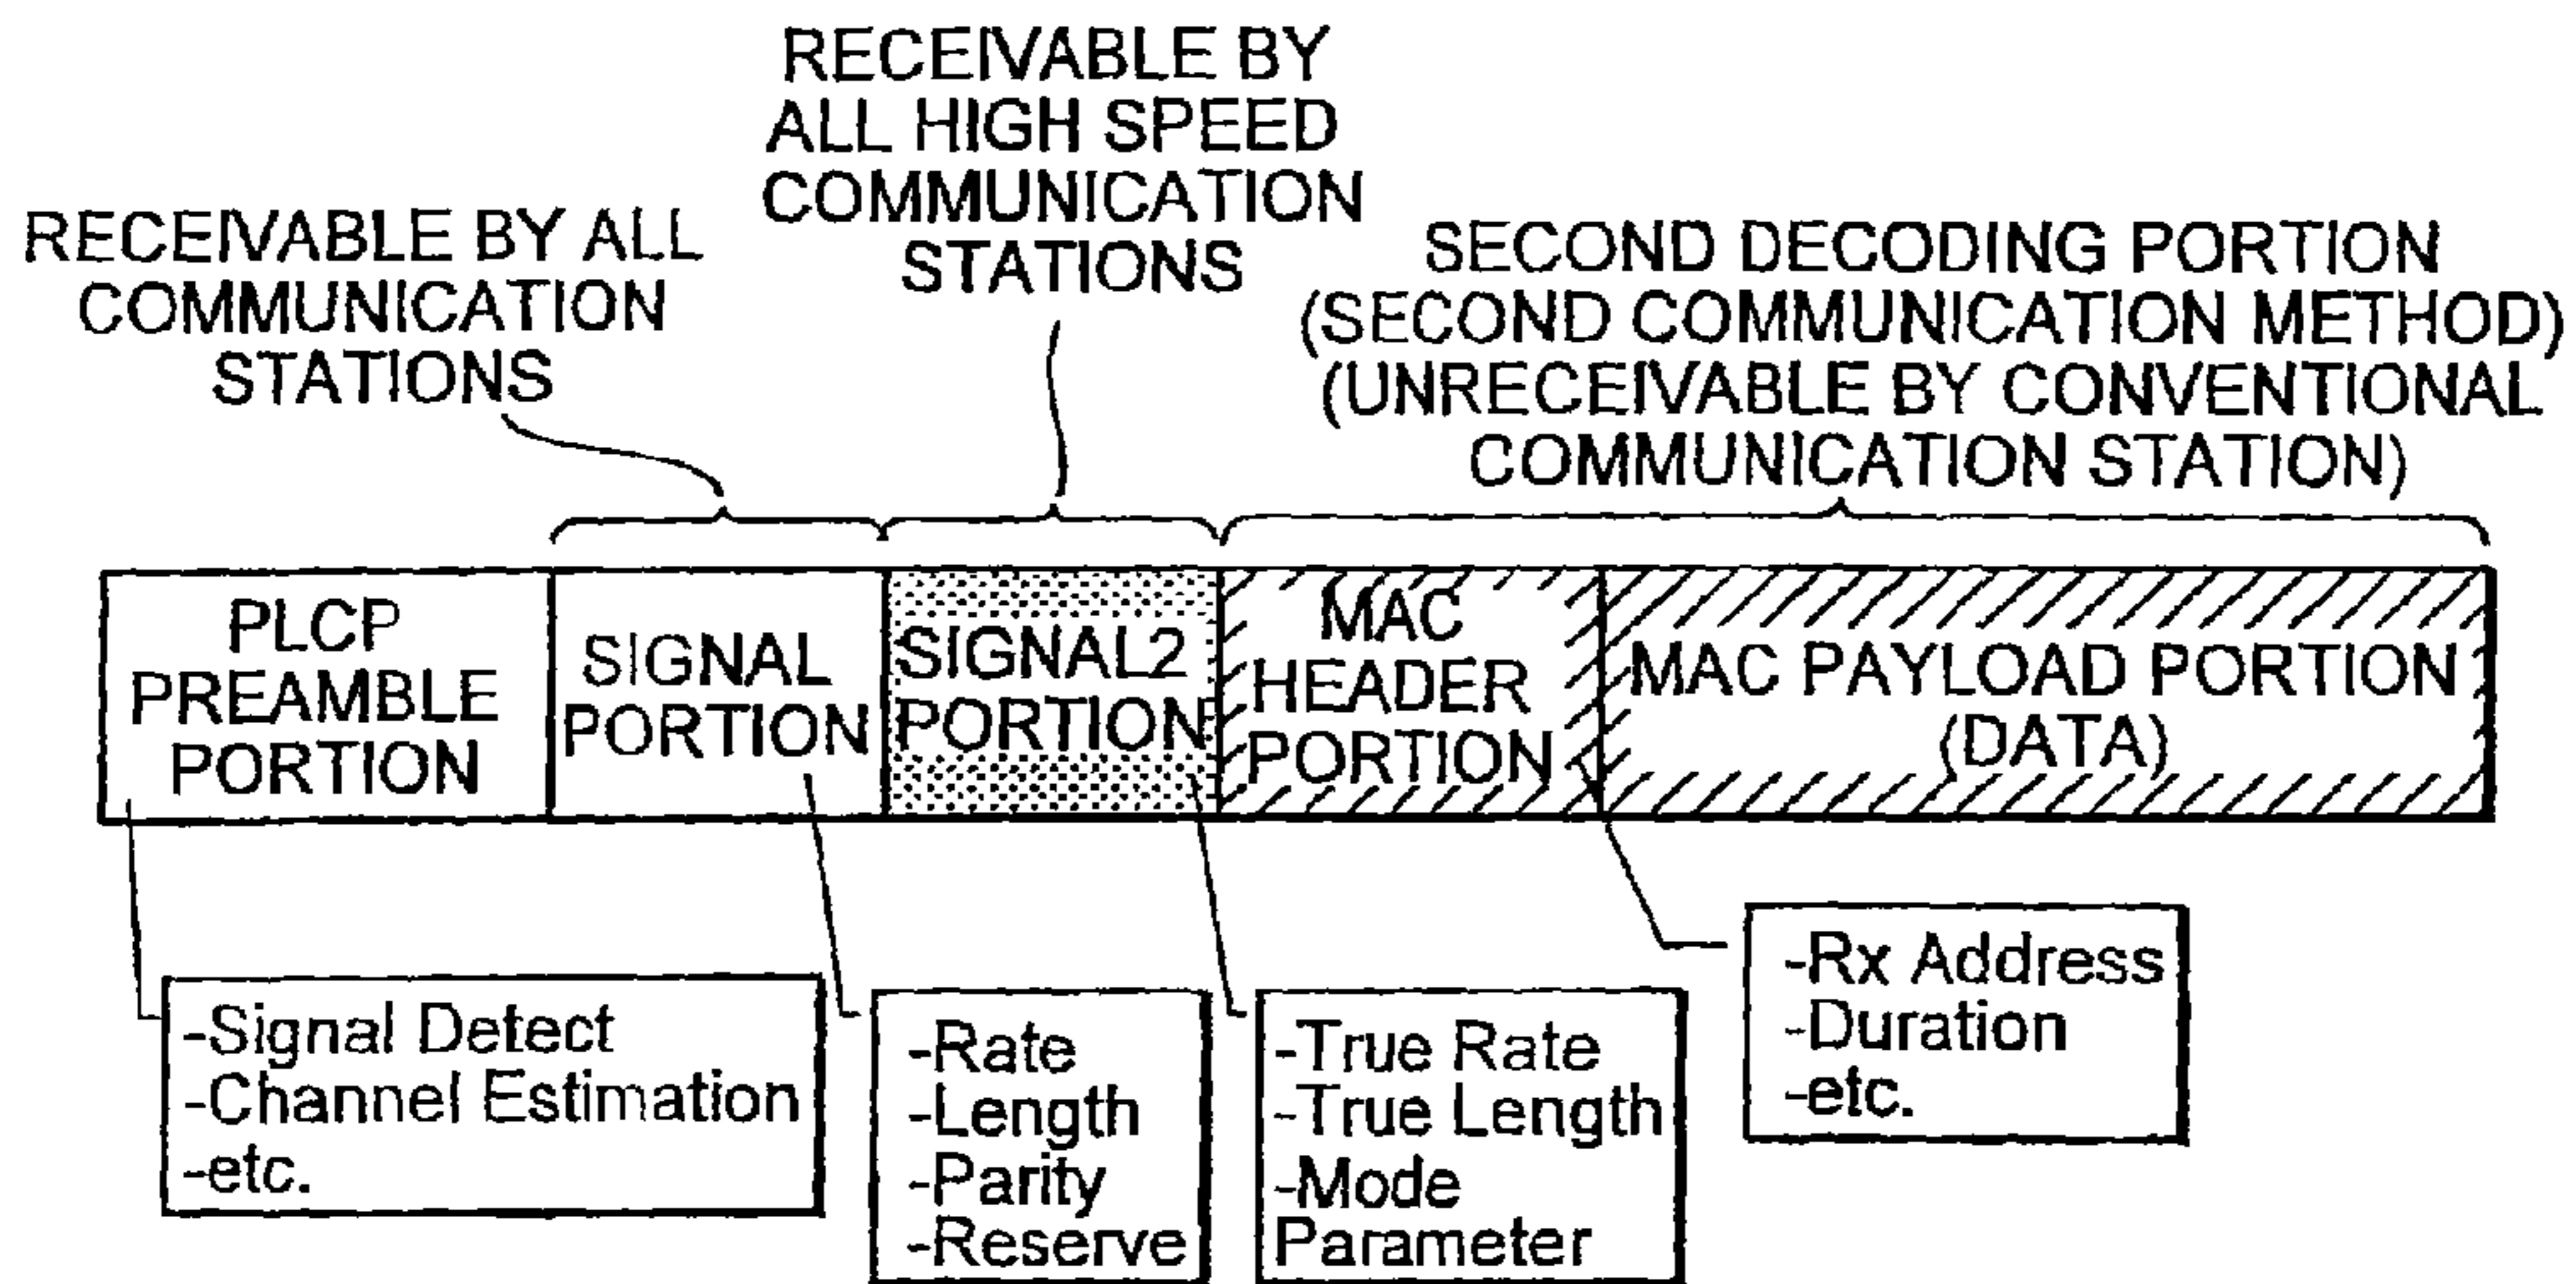 RECEIVABLE BY ALL
COMMUNICATION
STATIONS
RECEIVABLE BY
ALL HIGH SPEED
COMMUNICATION
STATIONS
SECOND DECODING PORTION
(SECOND COMMUNICATION METHOD)
(UNRECEIVABLE BY CONVENTIONAL
COMMUNICATION STATION)
PLCP
PREAMBLE
PORTION
SIGNAL
PORTION
SIGNAL2
PORTION
MAC
HEADER
PORTION
MAC PAYLOAD PORTION
(DATA)
-Signal Detect
-Channel Estimation
-etc.
-Rate
-Length
-Parity
-Reserve
-True Rate
-True Length
-Mode
Parameter
-Rx Address
-Duration
-etc.